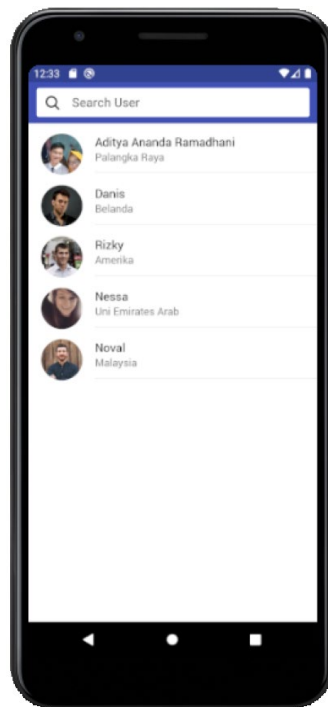 12:33
Search User
Aditya Ananda Ramadhani
Palangka Raya
Danis
Belanda
Rizky
Amerika
Nessa
Uni Emirates Arab
Noval
Malaysia